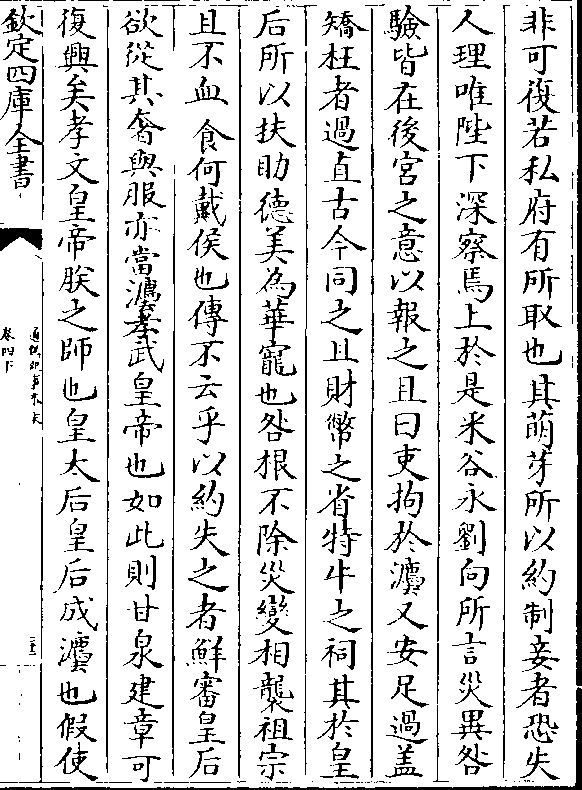 非可復若私府有所取也其萌芽所以約制妾者恐失
人理唯陛下深察焉上於是采谷永劉向所言災異咎
驗皆在後宮之意以報之且曰吏拘於灋又安足過盖
矯枉者過直古今同之且財幣之省特牛之祠其於皇
后所以扶助德美為華寵也咎根不除災變相襲祖宗
且不血食何戴侯也傳不云乎以約失之者鮮審皇后
欲從其奢與服亦當灋孝武皇帝也如此則甘泉建章可
復興矣孝文皇帝朕之師也皇太后皇后成灋也假使
欽定四庫全書
通鑑紀事本末
卷四下